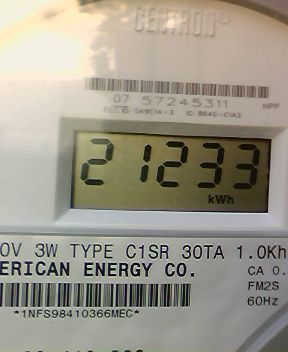 CENTRON®
07 57245311
HPP
21233
kWh
0V 3W TYPE C1SR 30TA 1.0Kh
ERICAN ENERGY CO.
CA 0.
FM2S
60Hz
*1NFS98410366MEC*